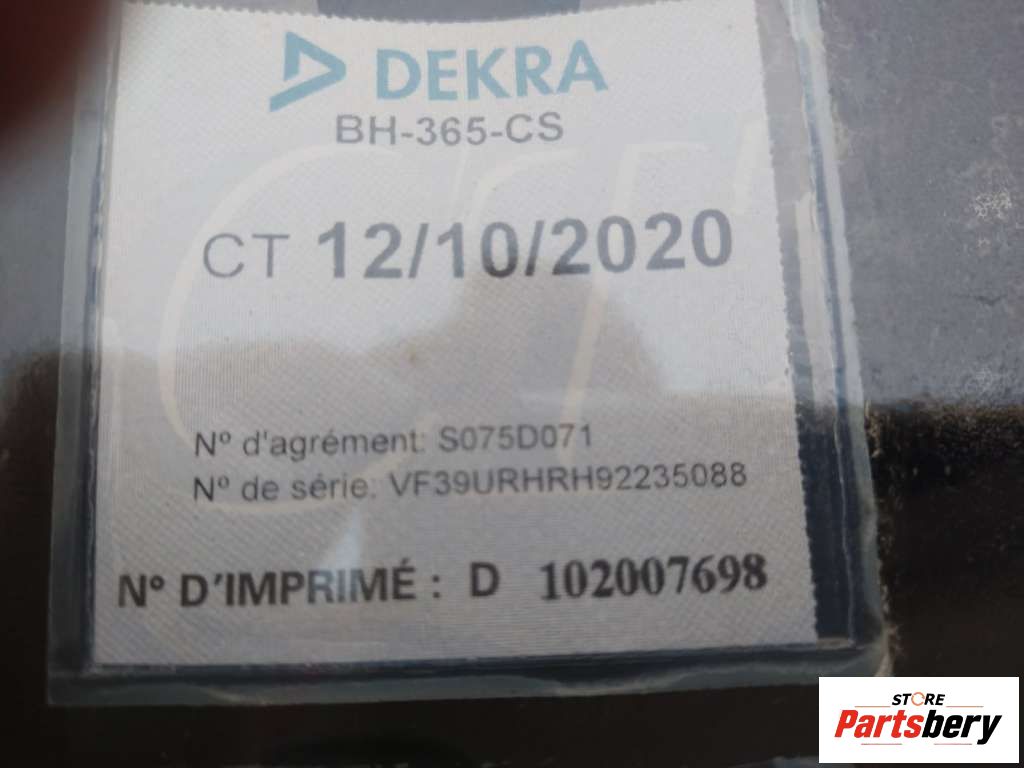 DEKRA
BH-365-CS
CT 12/10/2020
N° d'agrément: S075D071
N° de série: VF39URHRH92235088
N° D'IMPRIMÉ : D 102007698
STORE
Partsbery